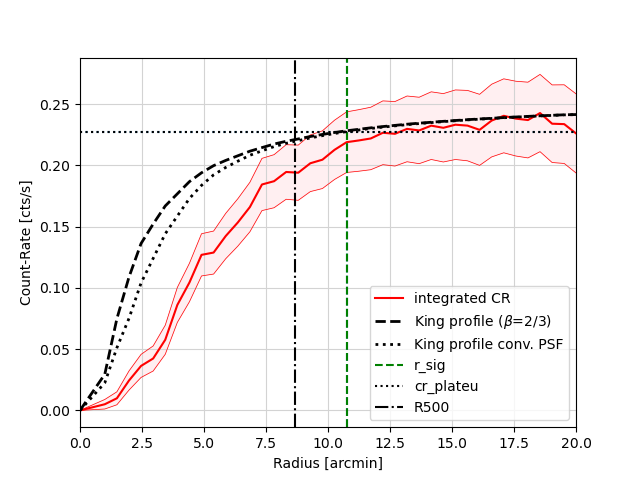 Count-Rate [cts/s]
0.25
0.20
0.15
0.10
0.05
0.00
integrated CR
King profile (β=2/3)
King profile conv. PSF
r_sig
cr_plateu
R500
0.0 2.5 5.0 7.5 10.0 12.5 15.0 17.5 20.0
Radius [arcmin]